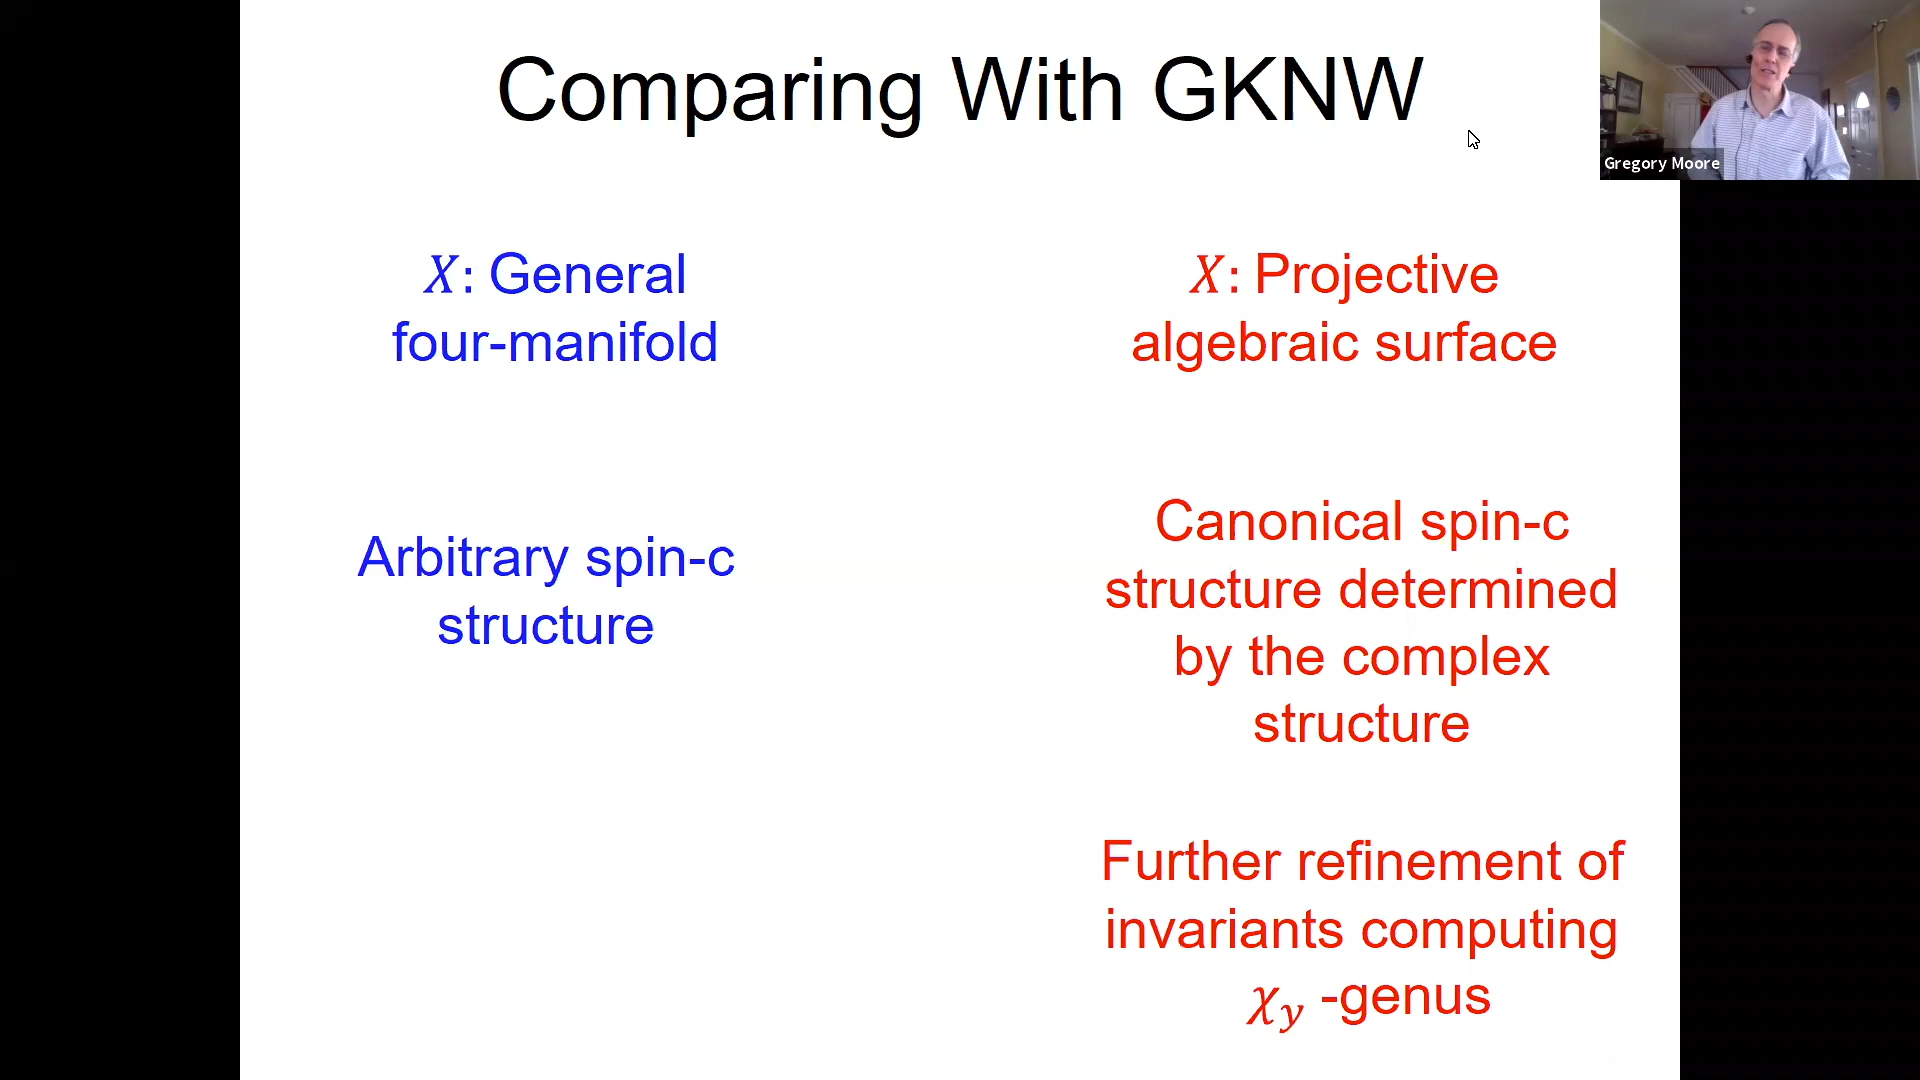 Comparing With GKNW
Gregory Moore
X: General
four-manifold
X: Projective
algebraic surface
Arbitrary spin-c
structure
Canonical spin-c
structure determined
by the complex
structure
Further refinement of
invariants computing
χ_y -genus